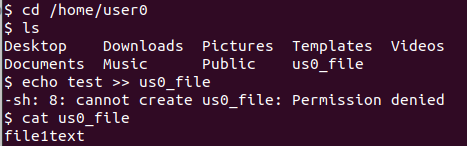 $ cd /home/user0
$ ls
Desktop Downloads Pictures Templates Videos
Documents Music Public us0_file
$ echo test >> us0_file
-sh: 8: cannot create us0_file: Permission denied
$ cat us0_file
file1text